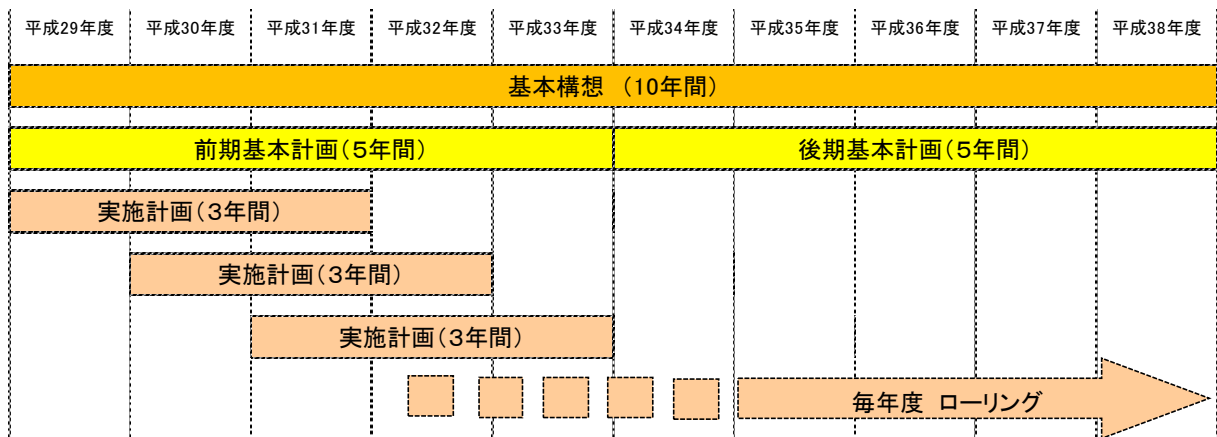 平成29年度 平成30年度 平成31年度 平成32年度 平成33年度 平成34年度 平成35年度 平成36年度 平成37年度 平成38年度
基本構想　（10年間）
前期基本計画（５年間） 後期基本計画（５年間）
実施計画（３年間）
実施計画（３年間）
実施計画（３年間）
毎年度　ローリング